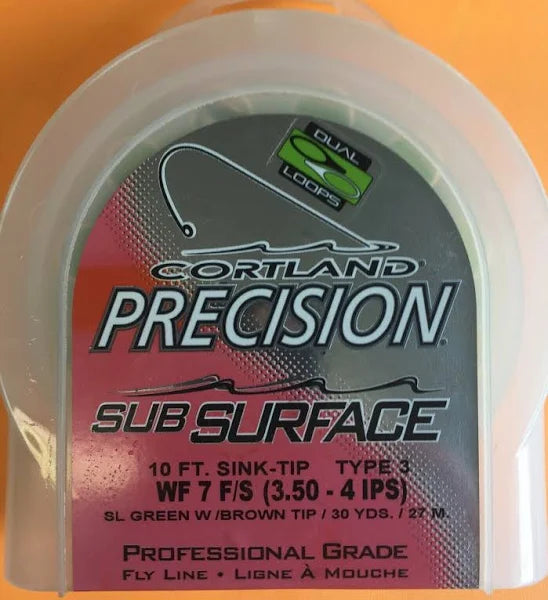 DUAL
LOOPS
CORTLAND®
PRECISION®
SUB SURFACE
10 FT. SINK-TIP TYPE 3
WF 7 F/S (3.50 - 4 IPS)
SL GREEN W/BROWN TIP / 30 YDS. / 27 M.
PROFESSIONAL GRADE
FLY LINE • LIGNE À MOUCHE